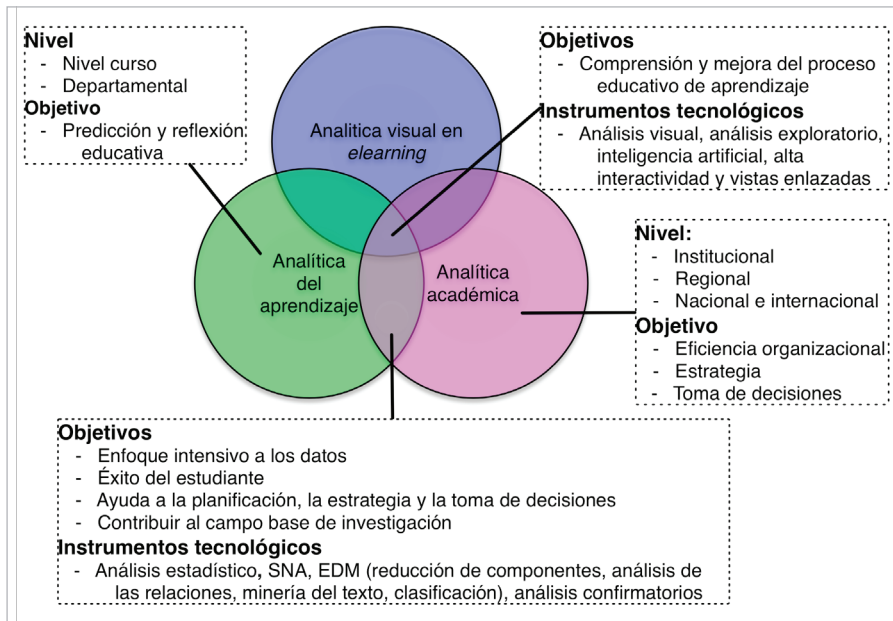 Nivel
- Nivel curso
- Departamental
Objetivo
- Predicción y reflexión
educativa
Analitica visual en
elearning
Objetivos
- Comprensión y mejora del proceso
educativo de aprendizaje
Instrumentos tecnológicos
- Análisis visual, análisis exploratorio,
inteligencia artificial, alta
interactividad y vistas enlazadas
Analítica
del
aprendizaje
Analítica
académica
Nivel:
- Institucional
- Regional
- Nacional e internacional
Objetivo
- Eficiencia organizacional
- Estrategia
- Toma de decisiones
Objetivos
- Enfoque intensivo a los datos
- Éxito del estudiante
- Ayuda a la planificación, la estrategia y la toma de decisiones
- Contribuir al campo base de investigación
Instrumentos tecnológicos
- Análisis estadístico, SNA, EDM (reducción de componentes, análisis de
las relaciones, minería del texto, clasificación), análisis confirmatorios